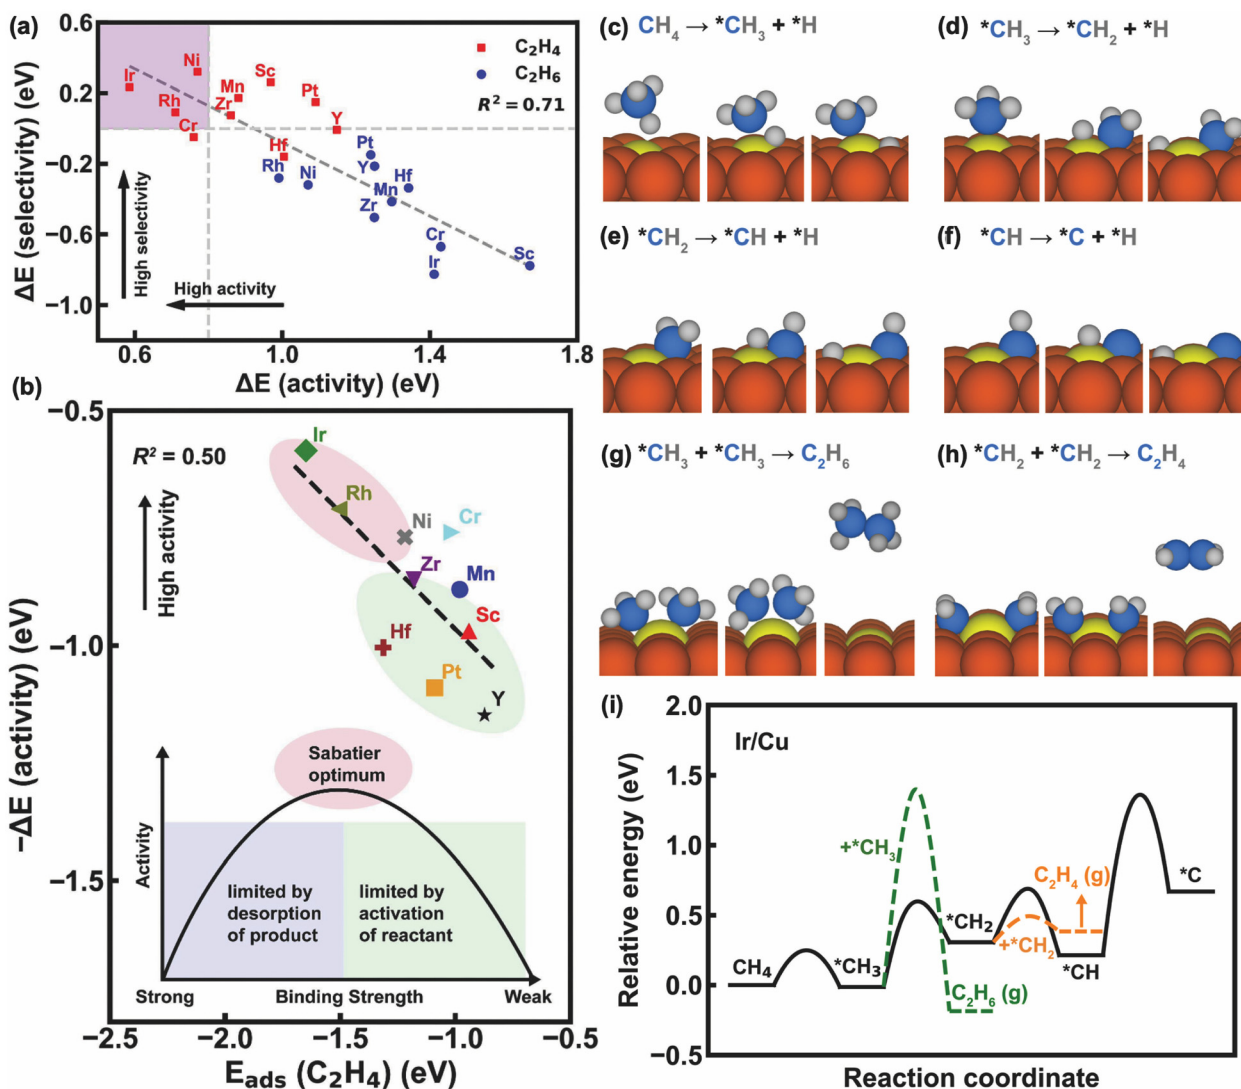 (a)
0.6
0.2
−0.2
−0.6
−1.0
ΔE (selectivity) (eV)
C₂H₄
C₂H₆
R² = 0.71
Ir
Ni
Rh
Cr
Mn
Zr
Sc
Pt
Y
Hf
Rh
Ni
Pt
Y
Mn
Hf
Zr
Cr
Ir
Sc
High selectivity
High activity
0.6
1.0
1.4
1.8
ΔE (activity) (eV)
(b)
−0.5
−1.0
−1.5
−ΔE (activity) (eV)
R² = 0.50
High activity
Ir
Rh
Ni
Cr
Zr
Mn
Sc
Hf
Pt
Y
Sabatier
optimum
Activity
limited by
desorption
of product
limited by
activation
of reactant
Strong
Binding Strength
Weak
−2.5
−2.0
−1.5
−1.0
−0.5
Eads (C₂H₄) (eV)
(c) CH₄ → *CH₃ + *H
(d) *CH₃ → *CH₂ + *H
(e) *CH₂ → *CH + *H
(f) *CH → *C + *H
(g) *CH₃ + *CH₃ → C₂H₆
(h) *CH₂ + *CH₂ → C₂H₄
(i)
2.0
1.5
1.0
0.5
0.0
−0.5
Relative energy (eV)
Ir/Cu
CH₄
*CH₃
+*CH₃
*CH₂
C₂H₆ (g)
C₂H₄ (g)
+*CH₂
*CH
*C
Reaction coordinate